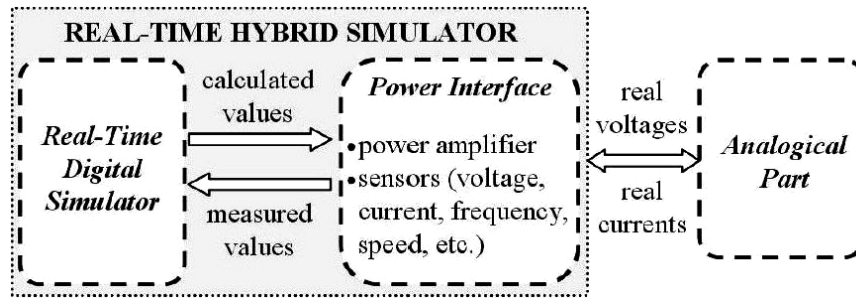 REAL-TIME HYBRID SIMULATOR
Real-Time
Digital
Simulator
calculated
values
measured
values
Power Interface
•power amplifier
•sensors (voltage,
current, frequency,
speed, etc.)
real
voltages
real
currents
Analogical
Part